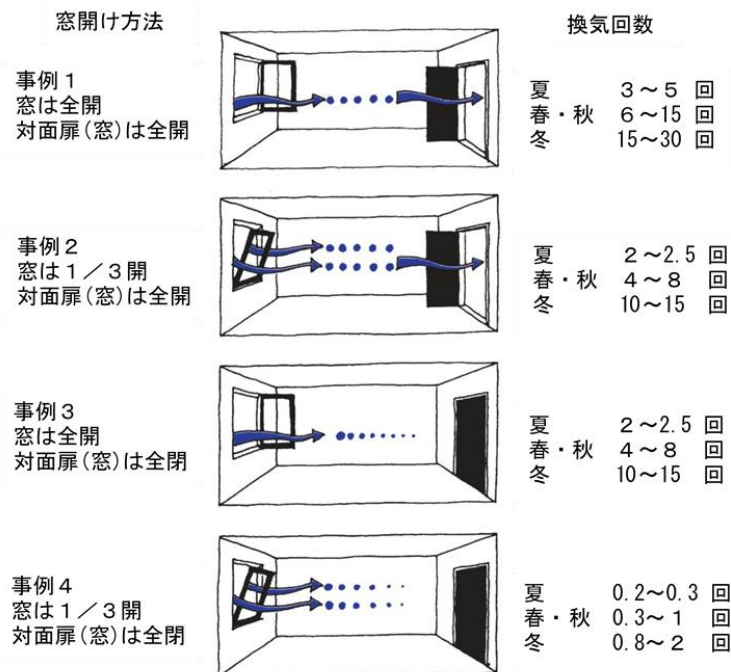 窓開け方法
換気回数
事例１
窓は全開
対面扉(窓)は全開
夏 ３～５ 回
春・秋 ６～15 回
冬 15～30 回
事例２
窓は１／３開
対面扉(窓)は全開
夏 ２～2.5 回
春・秋 ４～８ 回
冬 10～15 回
事例３
窓は全開
対面扉(窓)は全閉
夏 ２～2.5 回
春・秋 ４～８ 回
冬 10～15 回
事例４
窓は１／３開
対面扉(窓)は全閉
夏 0.2～0.3 回
春・秋 0.3～１ 回
冬 0.8～２ 回